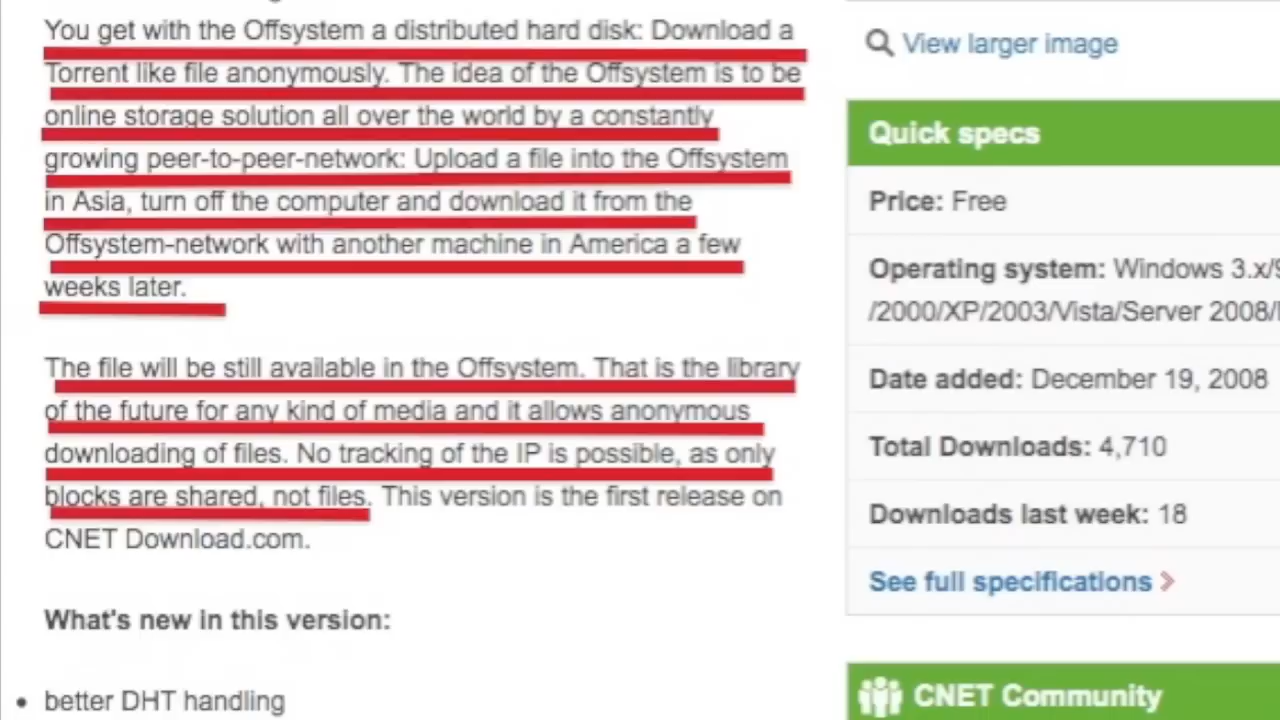 You get with the Offsystem a distributed hard disk: Download a
Torrent like file anonymously. The idea of the Offsystem is to be
online storage solution all over the world by a constantly
growing peer-to-peer-network: Upload a file into the Offsystem
in Asia, turn off the computer and download it from the
Offsystem-network with another machine in America a few
weeks later.
The file will be still available in the Offsystem. That is the library
of the future for any kind of media and it allows anonymous
downloading of files. No tracking of the IP is possible, as only
blocks are shared, not files. This version is the first release on
CNET Download.com.
What's new in this version:
• better DHT handling
View larger image
Quick specs
Price: Free
Operating system: Windows 3.x/9
/2000/XP/2003/Vista/Server 2008/
Date added: December 19, 2008
Total Downloads: 4,710
Downloads last week: 18
See full specifications
CNET Community